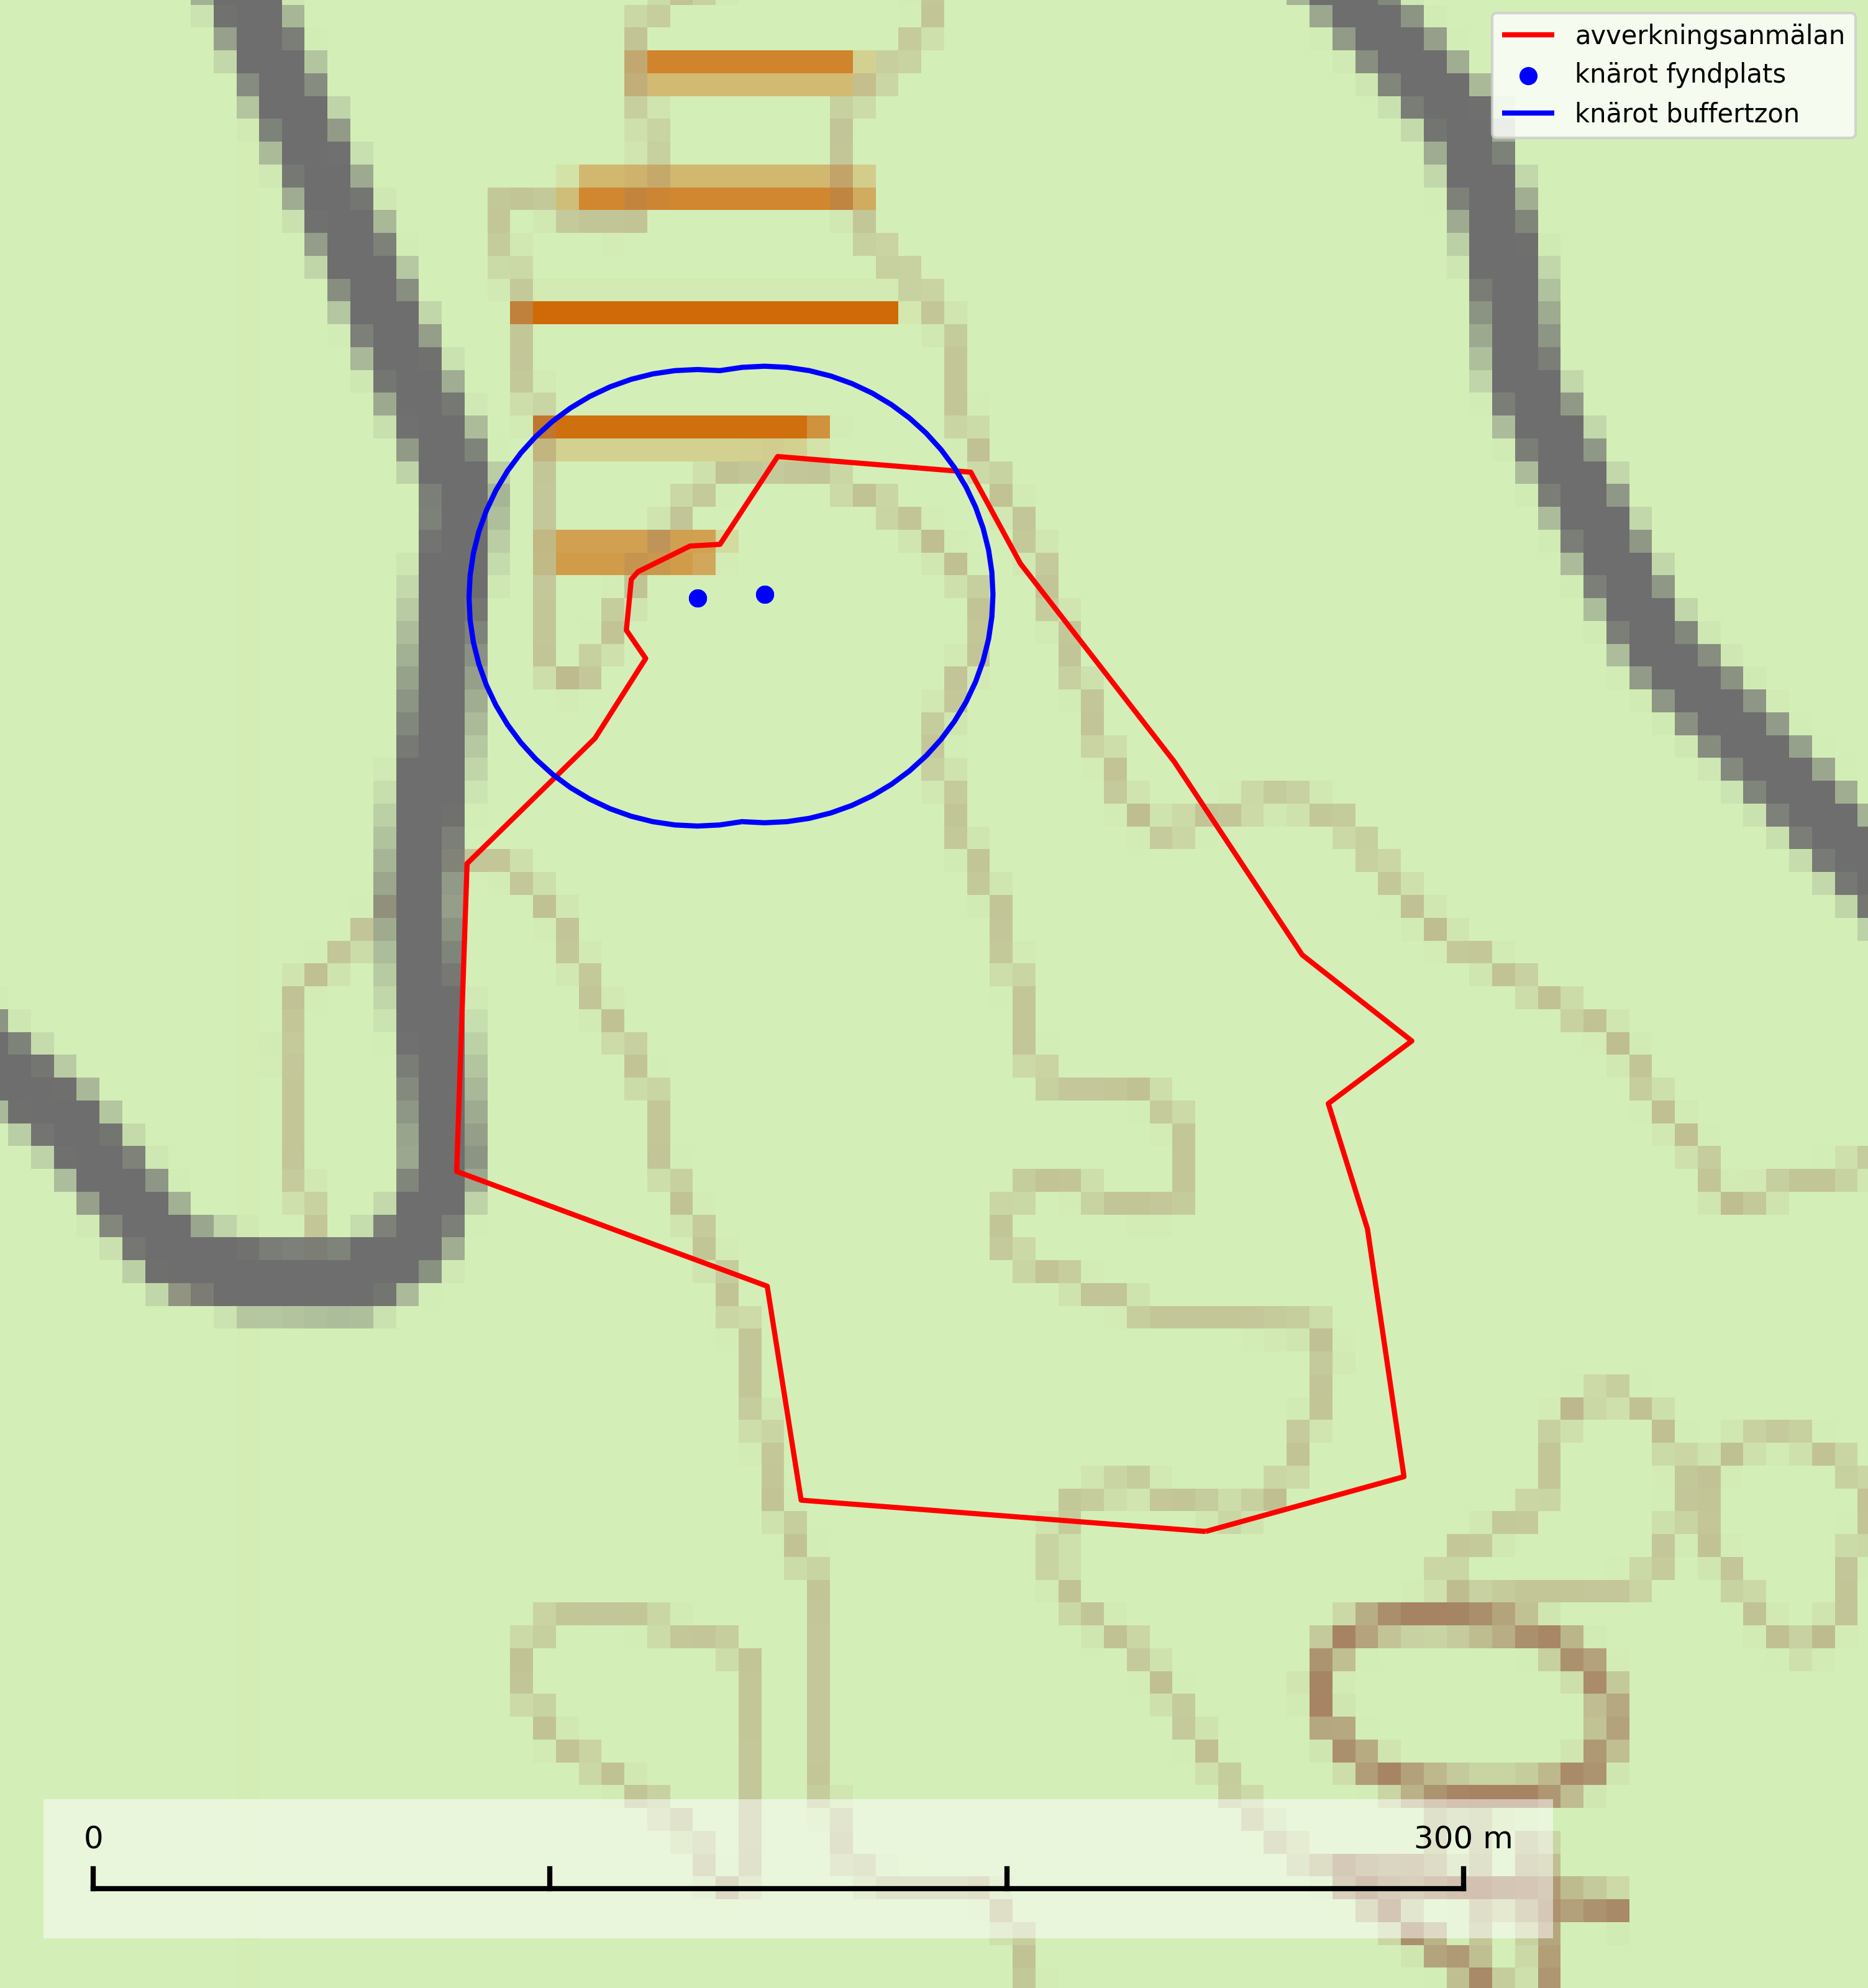 avverkningsanmälan
knärot fyndplats
knärot buffertzon
0 300 m